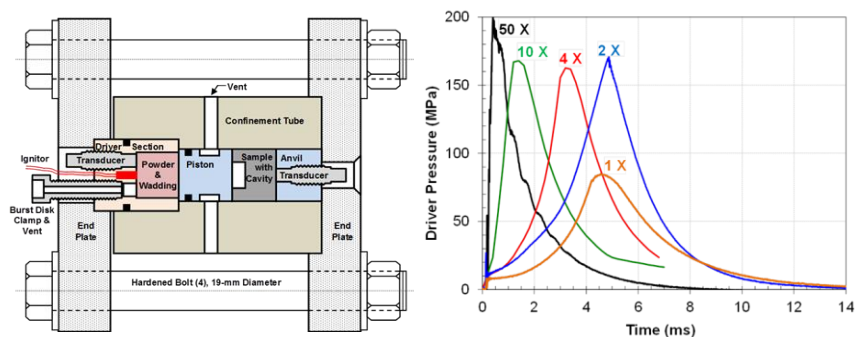 Vent
Confinement Tube
Driver Section
Transducer
Ignitor
Powder
&
Wadding
Piston
Sample
with
Cavity
Anvil
Transducer
Burst Disk
Clamp &
Vent
End
Plate
End
Plate
Hardened Bolt (4), 19-mm Diameter
Driver Pressure (MPa)
200
150
100
50
0
50 X
10 X
4 X
2 X
1 X
0 2 4 6 8 10 12 14
Time (ms)